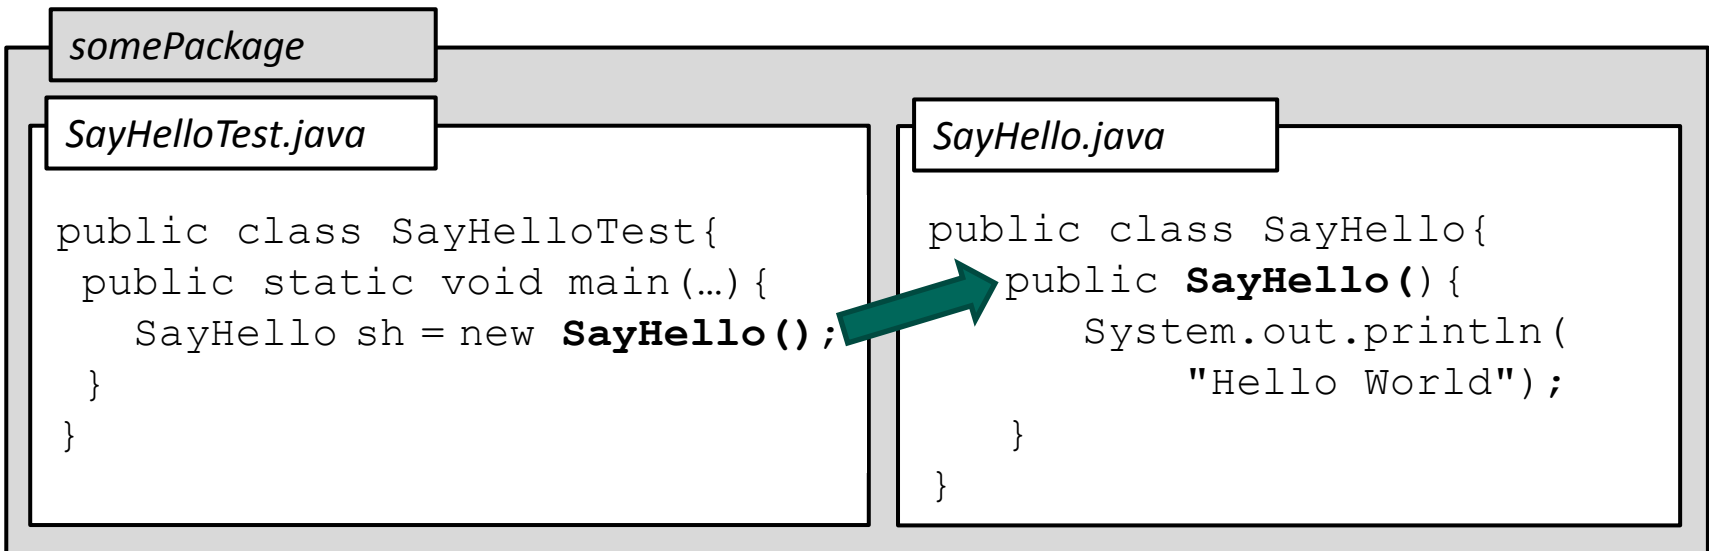 somePackage
SayHelloTest.java
public class SayHelloTest{
public static void main(…){
SayHello sh = new SayHello();
}
}
SayHello.java
public class SayHello{
public SayHello(){
System.out.println(
"Hello World");
}
}